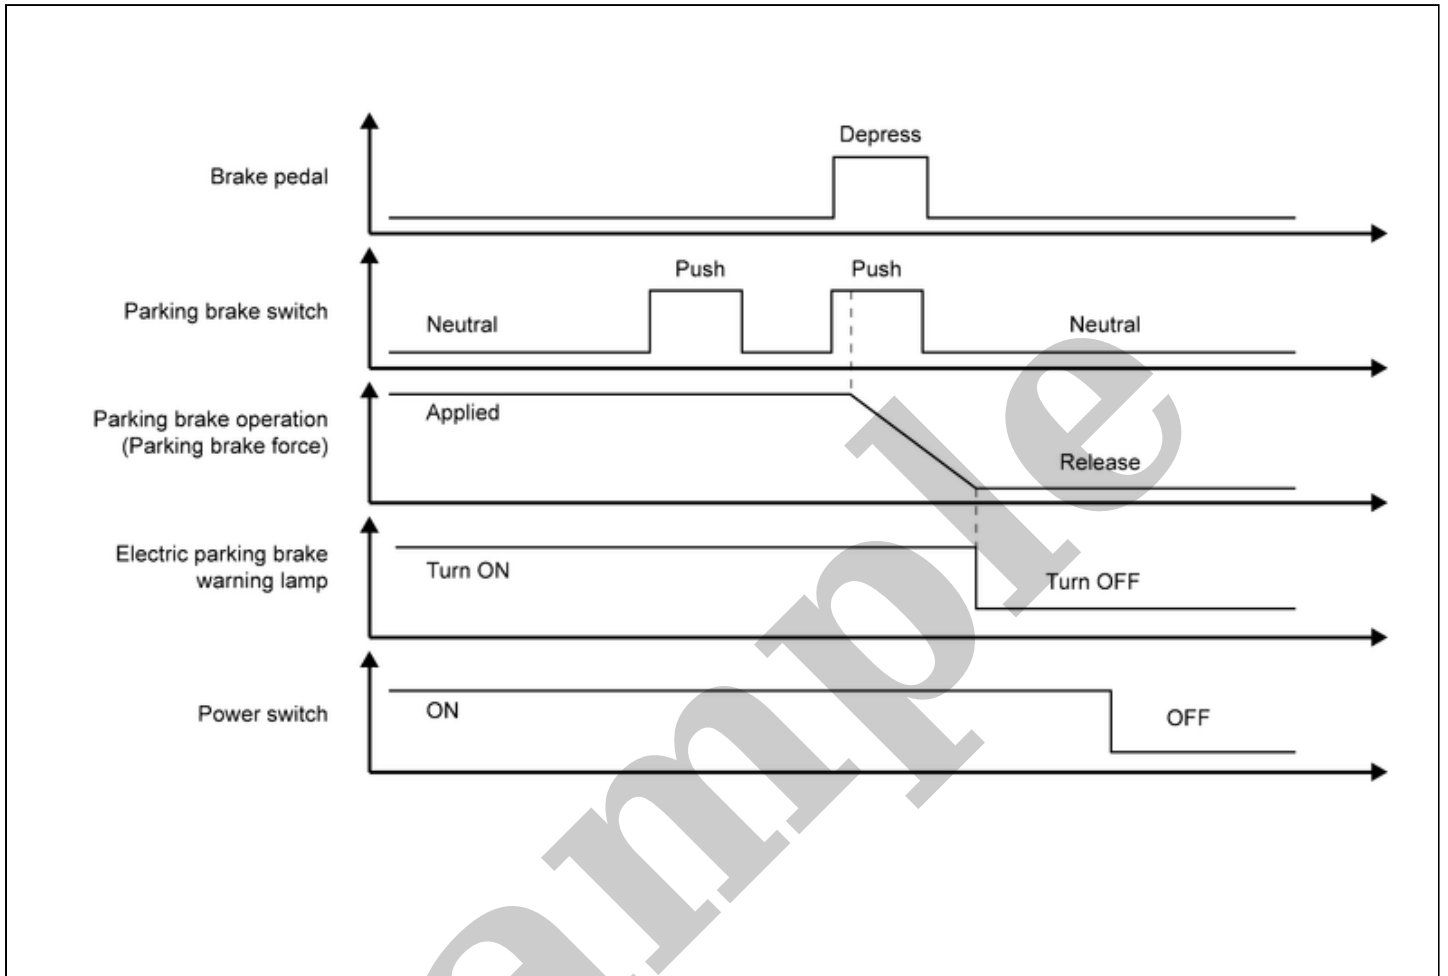 Depress
Brake pedal
Push Push
Parking brake switch
Neutral Neutral
Parking brake operation
(Parking brake force)
Applied
Release
Electric parking brake
warning lamp
Turn ON
Turn OFF
Power switch
ON
OFF
ample